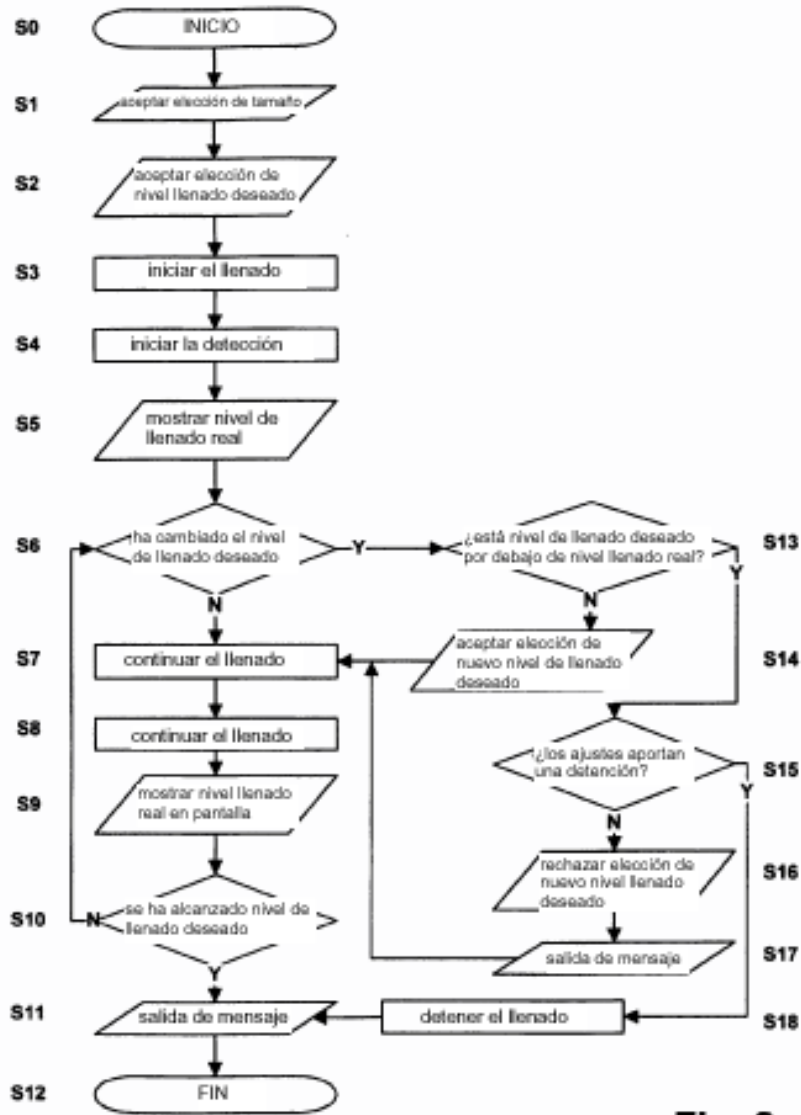 S0
INICIO
S1
aceptar elección de tamaño
S2
aceptar elección de
nivel llenado deseado
S3
iniciar el llenado
S4
iniciar la detección
S5
mostrar nivel de
llenado real
S6
ha cambiado el nivel
de llenado deseado
Y
¿está nivel de llenado deseado
por debajo de nivel llenado real?
S13
Y
N
N
S7
continuar el llenado
aceptar elección de
nuevo nivel de llenado
deseado
S14
S8
continuar el llenado
¿los ajustes aportan
una detención?
S15
Y
S9
mostrar nivel llenado
real en pantalla
N
rechazar elección de
nuevo nivel llenado
deseado
S16
S10
N
se ha alcanzado nivel de
llenado deseado
Y
salida de mensaje
S17
S11
salida de mensaje
detener el llenado
S18
S12
FIN